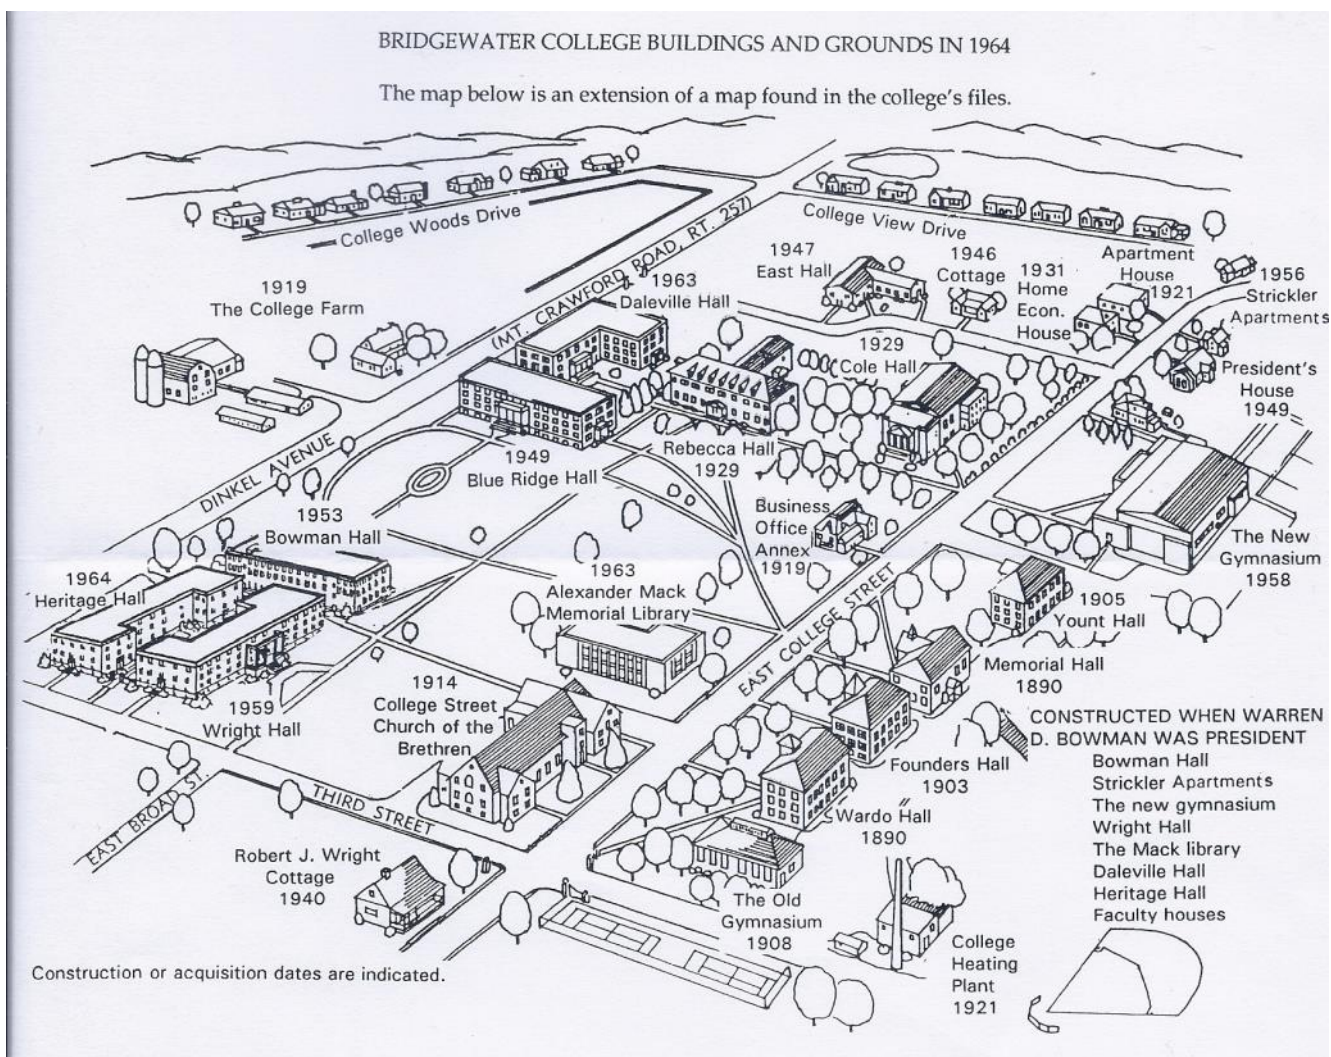 BRIDGEWATER COLLEGE BUILDINGS AND GROUNDS IN 1964
The map below is an extension of a map found in the college's files.
College Woods Drive
College View Drive
(MT. CRAWFORD ROAD, RT. 257)
1919
The College Farm
1963
Daleville Hall
1947
East Hall
1946
Cottage
1931
Home
Econ.
House
Apartment
House
1921
1956
Strickler
Apartments
1929
Cole Hall
President's
House
1949
DINKEL AVENUE
1949
Blue Ridge Hall
Rebecca Hall
1929
1953
Bowman Hall
Business
Office
Annex
1919
The New
Gymnasium
1958
1964
Heritage Hall
1963
Alexander Mack
Memorial Library
EAST COLLEGE STREET
1905
Yount Hall
Memorial Hall
1890
1959
Wright Hall
1914
College Street
Church of the
Brethren
Founders Hall
1903
Wardo Hall
1890
EAST BROAD ST.
THIRD STREET
Robert J. Wright
Cottage
1940
The Old
Gymnasium
1908
College
Heating
Plant
1921
CONSTRUCTED WHEN WARREN
D. BOWMAN WAS PRESIDENT
Bowman Hall
Strickler Apartments
The new gymnasium
Wright Hall
The Mack library
Daleville Hall
Heritage Hall
Faculty houses
Construction or acquisition dates are indicated.